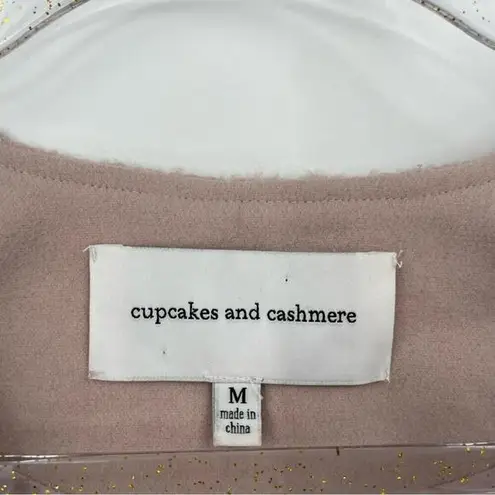 cupcakes and cashmere
M
made in
china